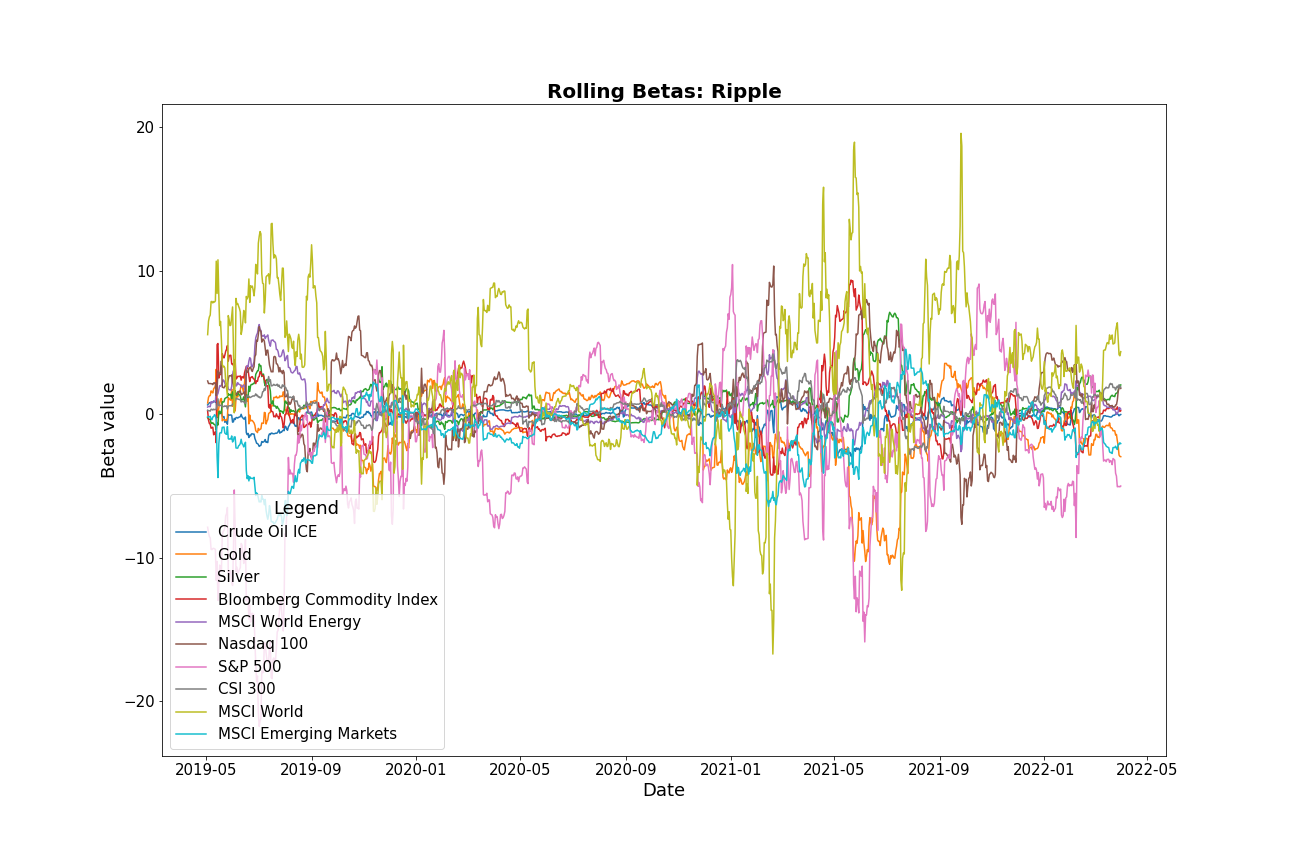 Rolling Betas: Ripple
20
10
0
−10
−20
Beta value
Legend
Crude Oil ICE
Gold
Silver
Bloomberg Commodity Index
MSCI World Energy
Nasdaq 100
S&P 500
CSI 300
MSCI World
MSCI Emerging Markets
2019-05 2019-09 2020-01 2020-05 2020-09 2021-01 2021-05 2021-09 2022-01 2022-05
Date